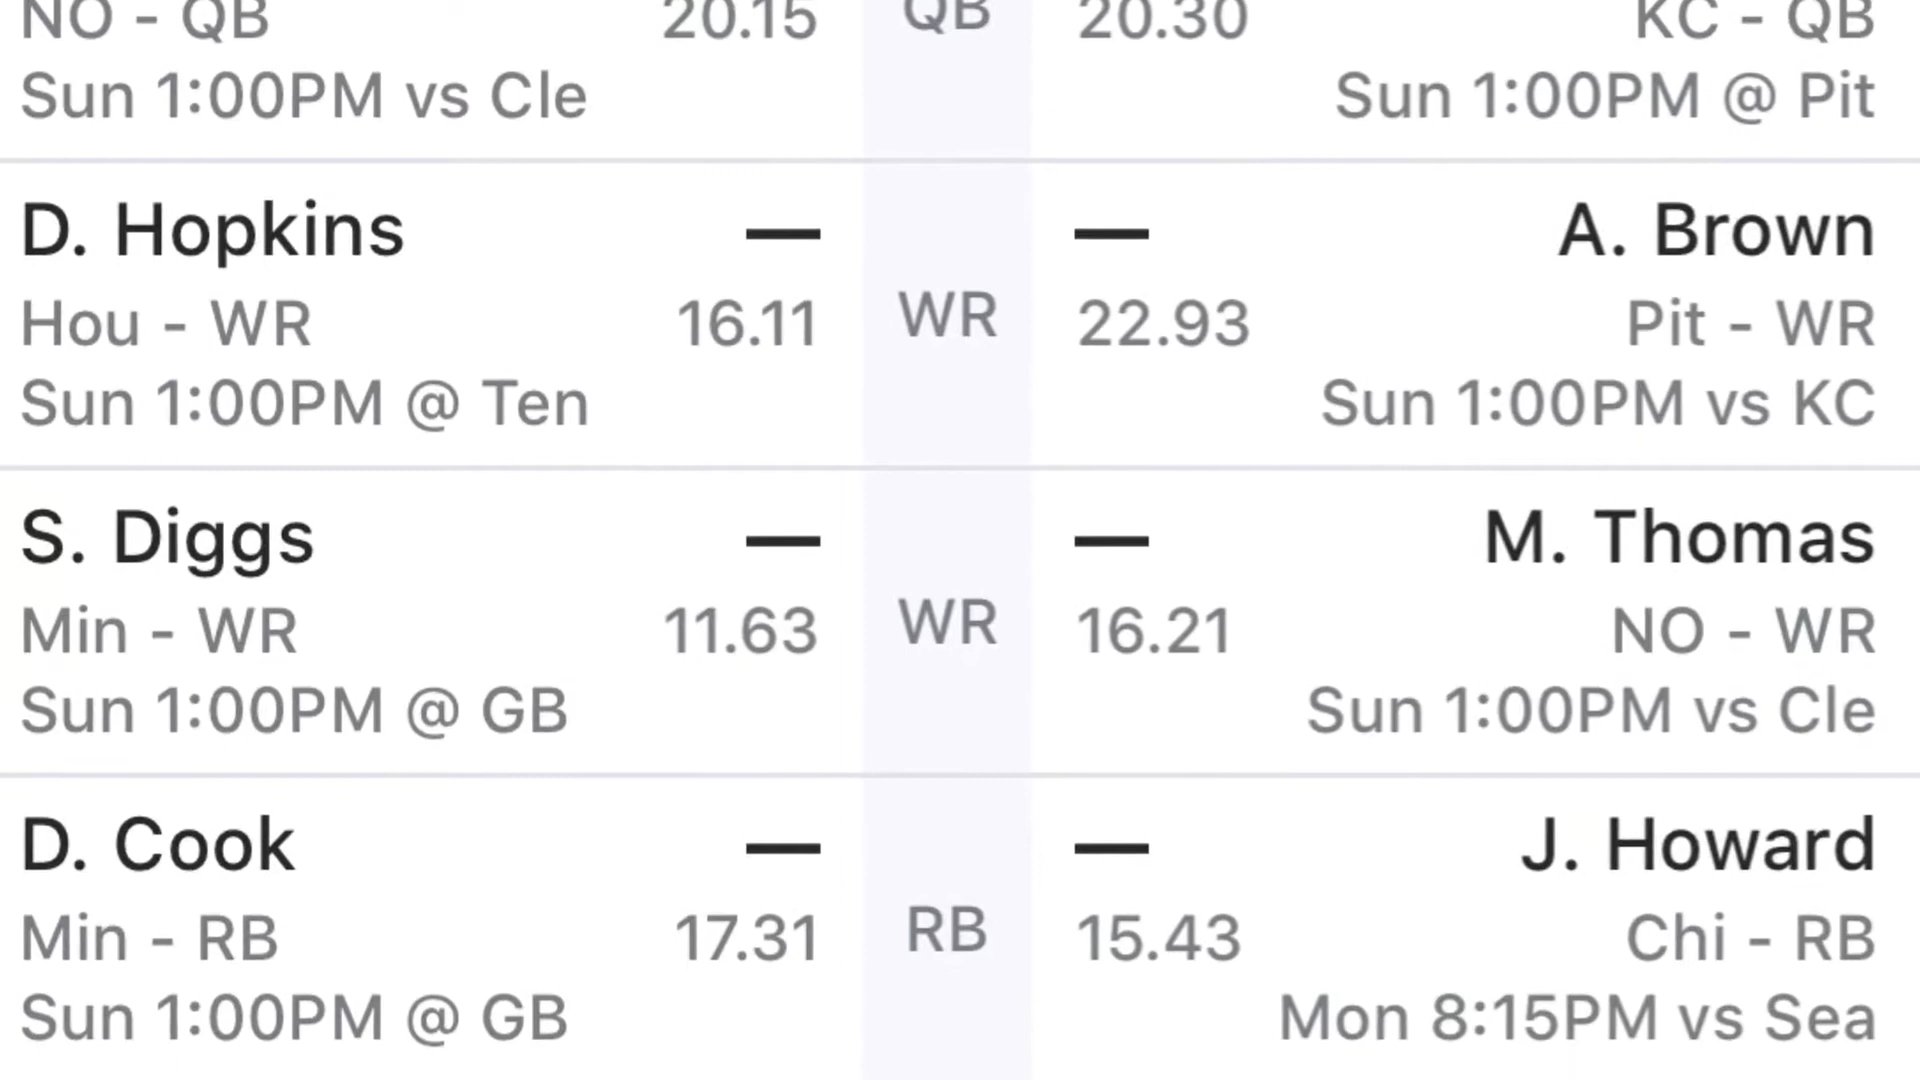 NO - QB 20.15 QB 20.30 KC - QB
Sun 1:00PM vs Cle Sun 1:00PM @ Pit
D. Hopkins — — A. Brown
Hou - WR 16.11 WR 22.93 Pit - WR
Sun 1:00PM @ Ten Sun 1:00PM vs KC
S. Diggs — — M. Thomas
Min - WR 11.63 WR 16.21 NO - WR
Sun 1:00PM @ GB Sun 1:00PM vs Cle
D. Cook — — J. Howard
Min - RB 17.31 RB 15.43 Chi - RB
Sun 1:00PM @ GB Mon 8:15PM vs Sea